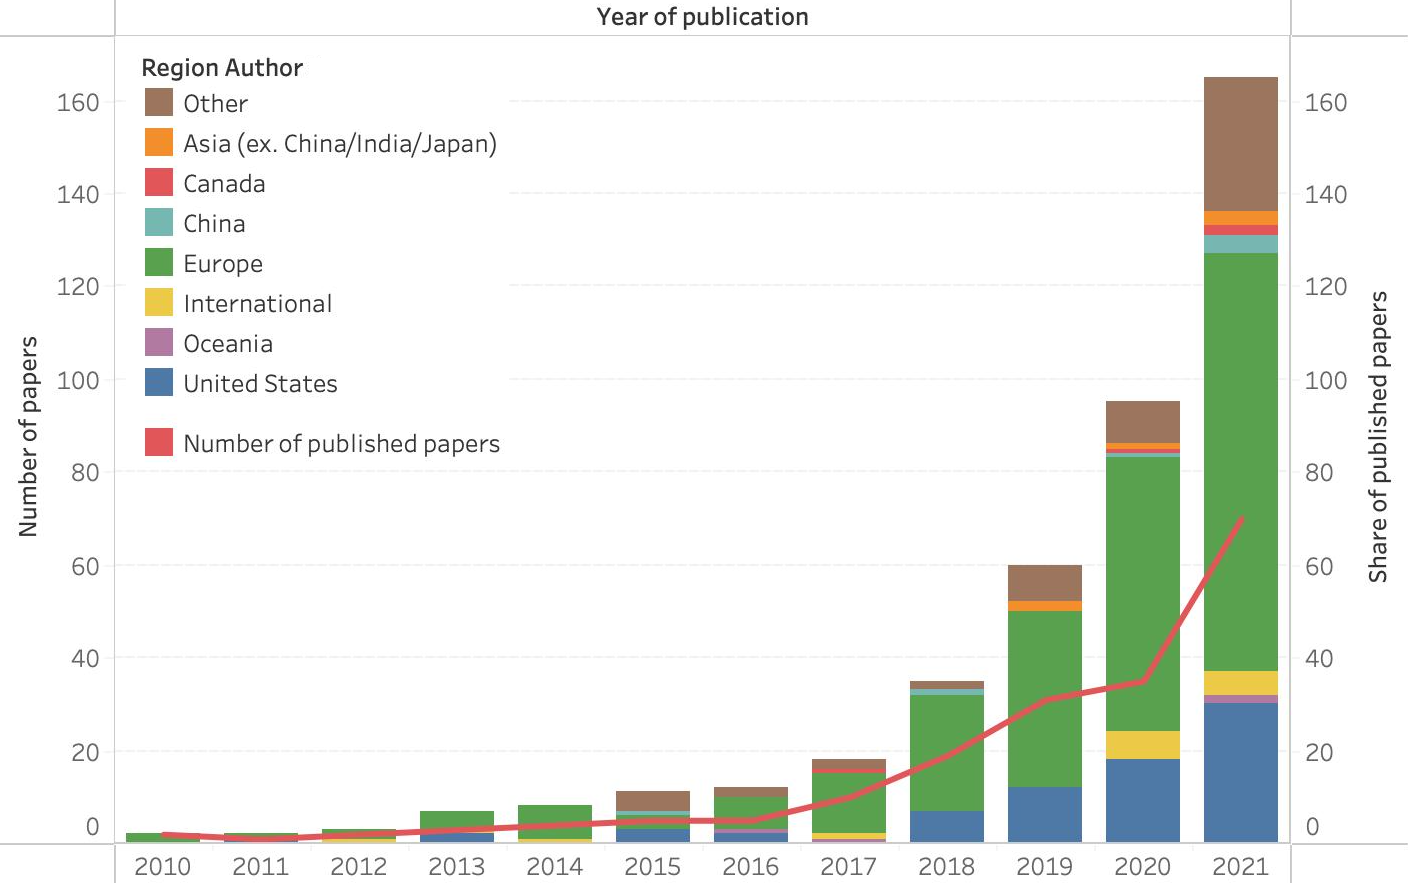 Year of publication
Region Author
Other
Asia (ex. China/India/Japan)
Canada
China
Europe
International
Oceania
United States
Number of published papers
Number of papers
160
140
120
100
80
60
40
20
0
160
140
120
100
80
60
40
20
0
Share of published papers
2010 2011 2012 2013 2014 2015 2016 2017 2018 2019 2020 2021